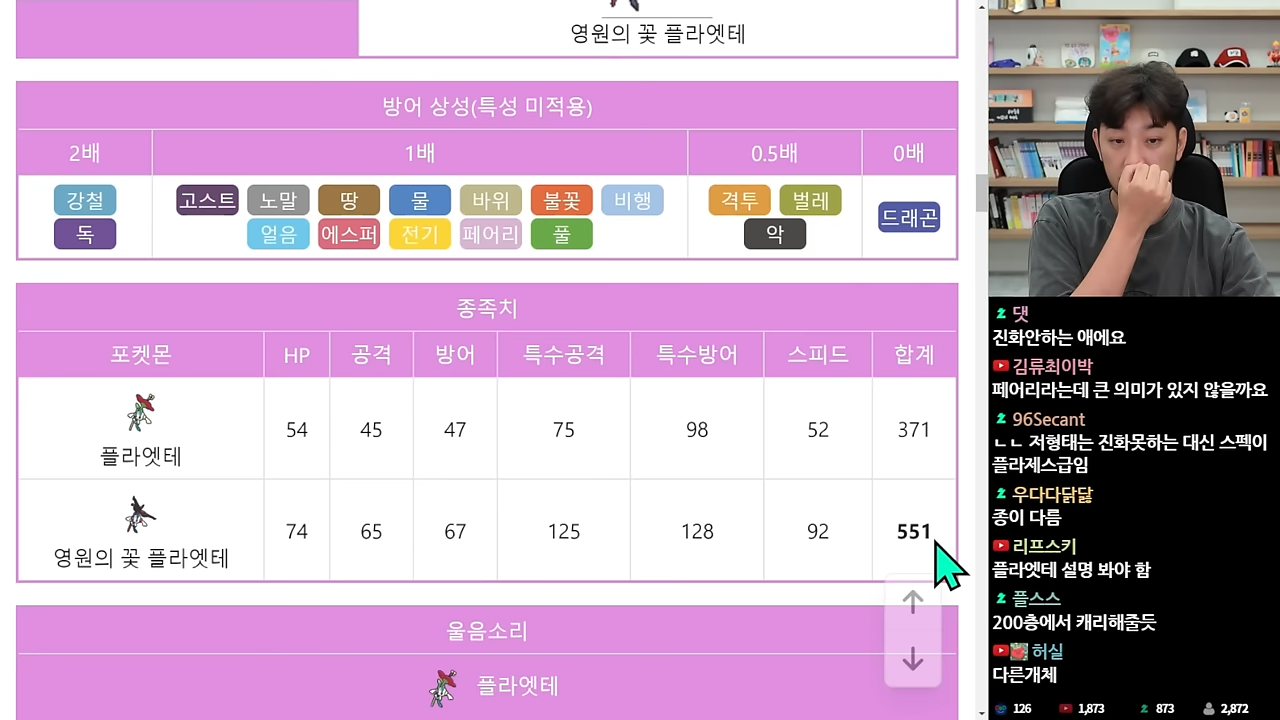 영원의 꽃 플라엣테
방어 상성(특성 미적용)
2배 1배 0.5배 0배
강철 고스트 노말 땅 물 바위 불꽃 비행 격투 벌레 드래곤
독 얼음 에스퍼 전기 페어리 풀 악
종족치
포켓몬 HP 공격 방어 특수공격 특수방어 스피드 합계
플라엣테 54 45 47 75 98 52 371
영원의 꽃 플라엣테 74 65 67 125 128 92 551
울음소리
플라엣테
댓
진화안하는 애에요
김류최이박
페어리라는데 큰 의미가 있지 않을까요
96Secant
ㄴㄴ 저형태는 진화못하는 대신 스펙이
플라제스급임
우다다닭닳
종이 다름
리프스키
플라엣테 설명 봐야 함
플스스
200층에서 캐리해줄듯
허실
다른개체
126 1,873 873 2,872